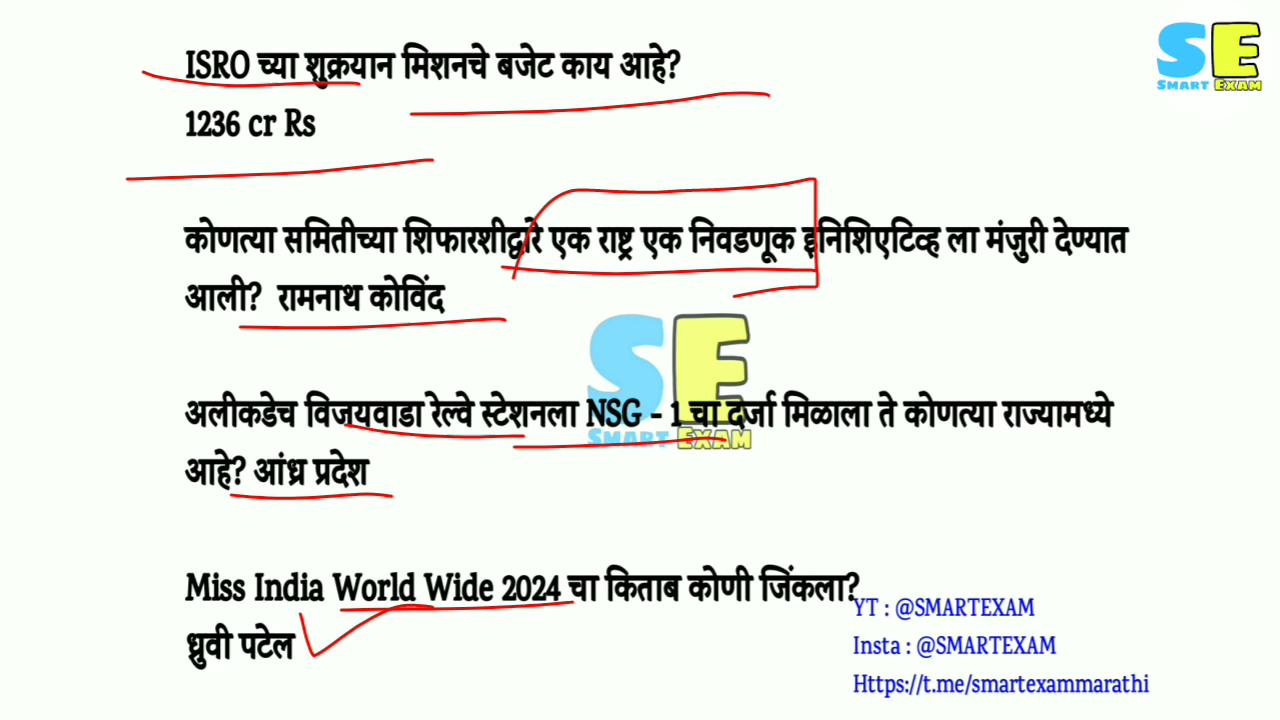 SE
SMART EXAM
ISRO च्या शुक्रयान मिशनचे बजेट काय आहे?
1236 cr Rs
कोणत्या समितीच्या शिफारशीद्वारे एक राष्ट्र एक निवडणूक इनिशिएटिव्ह ला मंजुरी देण्यात
आली? रामनाथ कोविंद
SE
SMART EXAM
अलीकडेच विजयवाडा रेल्वे स्टेशनला NSG - 1 चा दर्जा मिळाला ते कोणत्या राज्यामध्ये
आहे? आंध्र प्रदेश
Miss India World Wide 2024 चा किताब कोणी जिंकला?
ध्रुवी पटेल
YT : @SMARTEXAM
Insta : @SMARTEXAM
Https://t.me/smartexammarathi